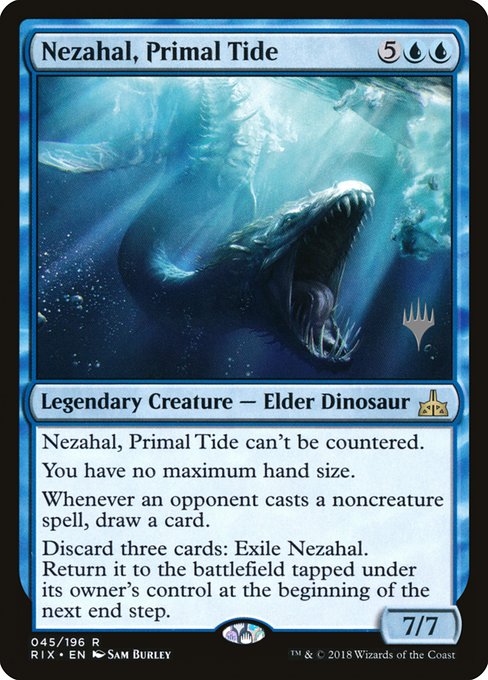 Nezahal, Primal Tide 5
Legendary Creature — Elder Dinosaur
Nezahal, Primal Tide can't be countered.
You have no maximum hand size.
Whenever an opponent casts a noncreature
spell, draw a card.
Discard three cards: Exile Nezahal.
Return it to the battlefield tapped under
its owner's control at the beginning of the
next end step.
7/7
045/196 R
RIX • EN Sam Burley
™ & © 2018 Wizards of the Coast